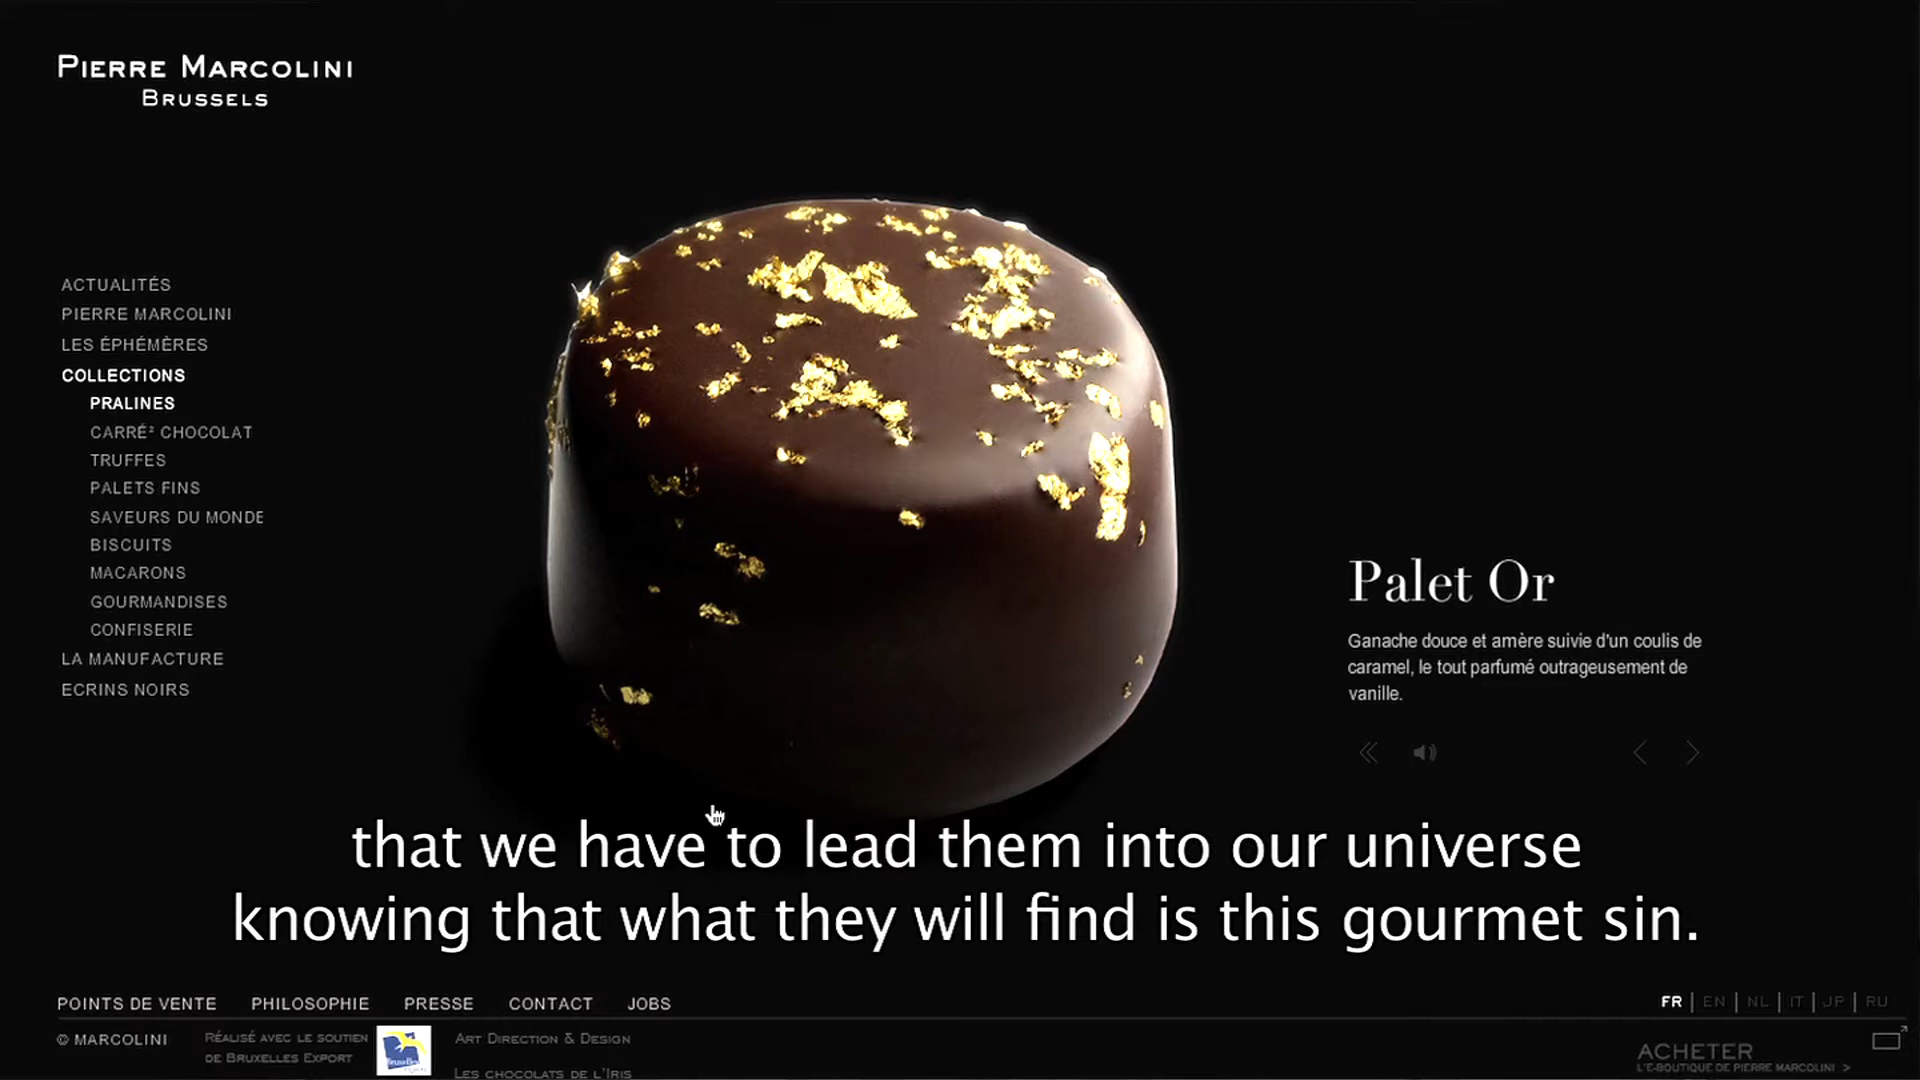 PIERRE MARCOLINI
BRUSSELS
ACTUALITÉS
PIERRE MARCOLINI
LES ÉPHÉMÈRES
COLLECTIONS
PRALINES
CARRÉ² CHOCOLAT
TRUFFES
PALETS FINS
SAVEURS DU MONDE
BISCUITS
MACARONS
GOURMANDISES
CONFISERIE
LA MANUFACTURE
ECRINS NOIRS
Palet Or
Ganache douce et amère suivie d'un coulis de
caramel, le tout parfumé outrageusement de
vanille.
that we have to lead them into our universe
knowing that what they will find is this gourmet sin.
POINTS DE VENTE PHILOSOPHIE PRESSE CONTACT JOBS
FR | EN | NL | IT | JP | RU
© MARCOLINI
RÉALISÉ AVEC LE SOUTIEN
DE BRUXELLES EXPORT
ART DIRECTION & DESIGN
LES CHOCOLATS DE L'IRIS
ACHETER
L'E-BOUTIQUE DE PIERRE MARCOLINI >